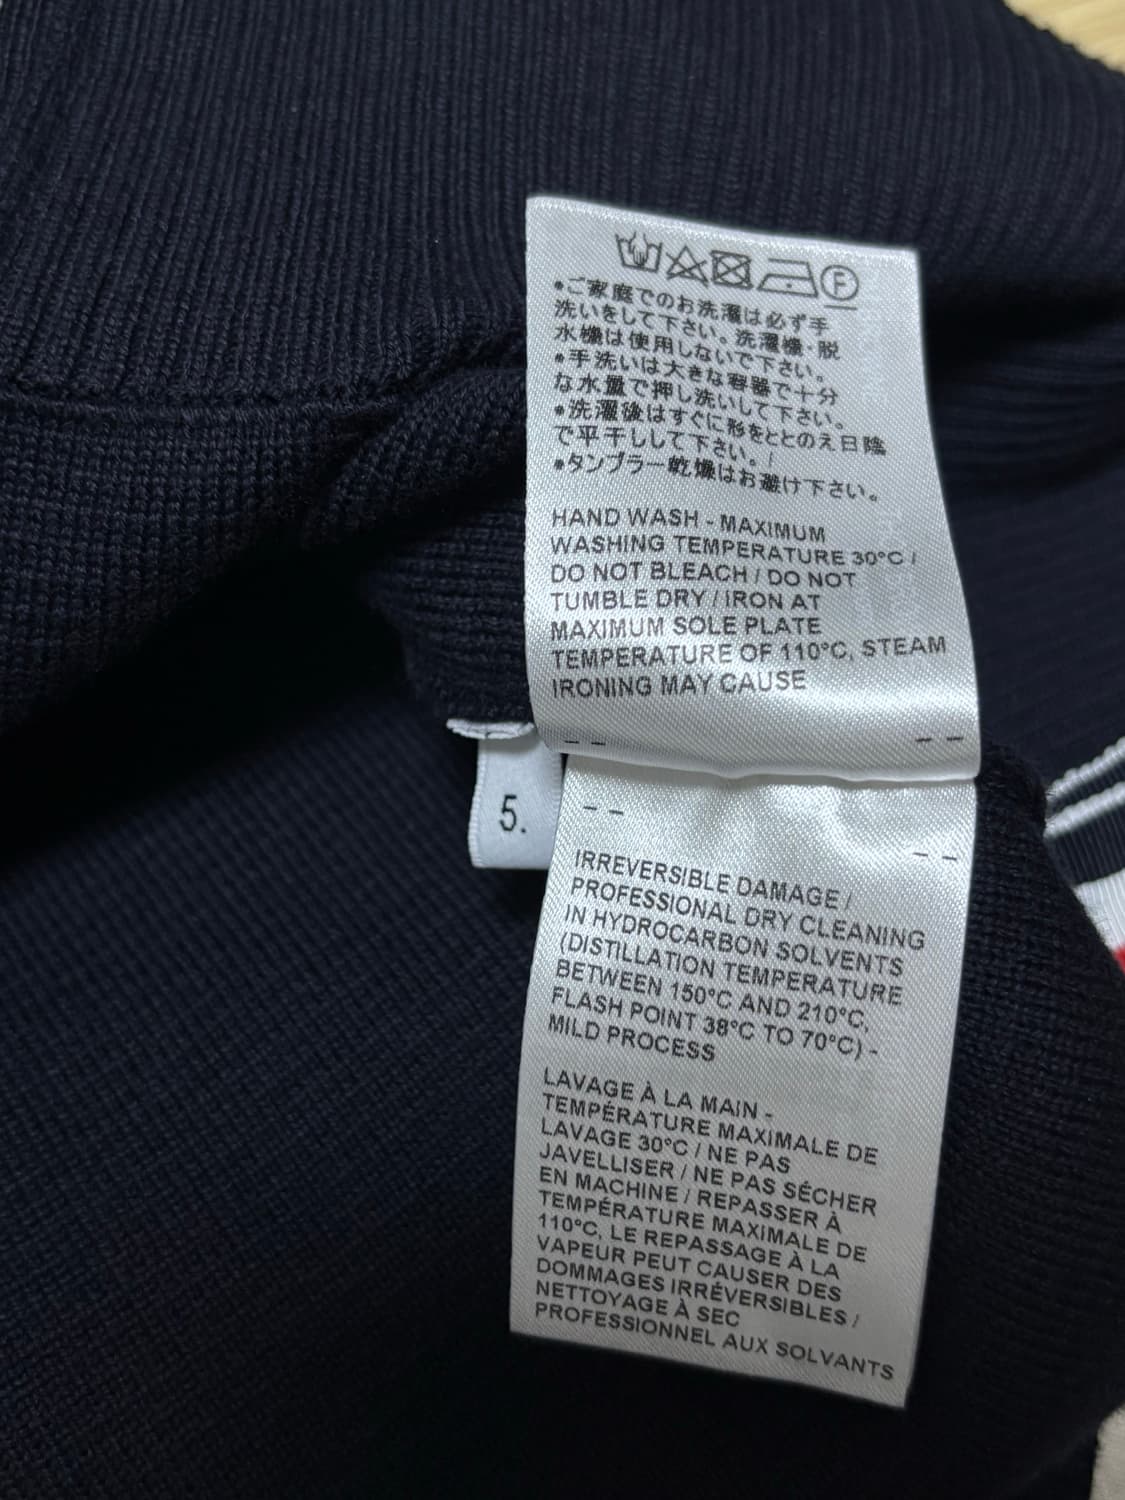 F
•ご家庭でのお洗濯は必ず手
洗いをして下さい。洗濯機・脱
水機は使用しないで下さい。
•手洗いは大きな容器で十分
な水量で押し洗いして下さい。
•洗濯後はすぐに形をととのえ日陰
で平干しして下さい。
•タンブラー乾燥はお避け下さい。
HAND WASH - MAXIMUM
WASHING TEMPERATURE 30°C /
DO NOT BLEACH / DO NOT
TUMBLE DRY / IRON AT
MAXIMUM SOLE PLATE
TEMPERATURE OF 110°C, STEAM
IRONING MAY CAUSE
5.
IRREVERSIBLE DAMAGE /
PROFESSIONAL DRY CLEANING
IN HYDROCARBON SOLVENTS
(DISTILLATION TEMPERATURE
BETWEEN 150°C AND 210°C,
FLASH POINT 38°C TO 70°C) -
MILD PROCESS
LAVAGE À LA MAIN -
TEMPÉRATURE MAXIMALE DE
LAVAGE 30°C / NE PAS
JAVELLISER / NE PAS SÉCHER
EN MACHINE / REPASSER À
TEMPÉRATURE MAXIMALE DE
110°C, LE REPASSAGE À LA
VAPEUR PEUT CAUSER DES
DOMMAGES IRRÉVERSIBLES /
NETTOYAGE À SEC
PROFESSIONNEL AUX SOLVANTS